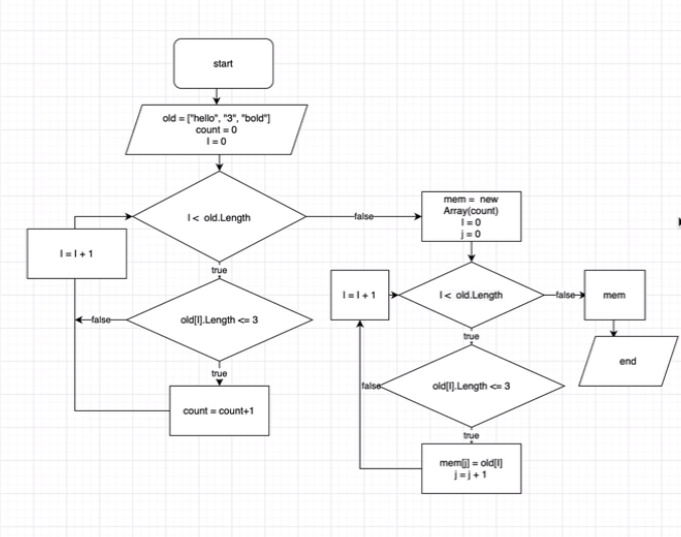 start
old = ["hello", "3", "bold"]
count = 0
I = 0
I < old.Length
false
mem = new
Array(count)
I = 0
j = 0
I = I + 1
true
old[I].Length <= 3
false
true
count = count+1
I = I + 1
I < old.Length
false
mem
true
end
old[I].Length <= 3
false
true
mem[j] = old[I]
j = j + 1